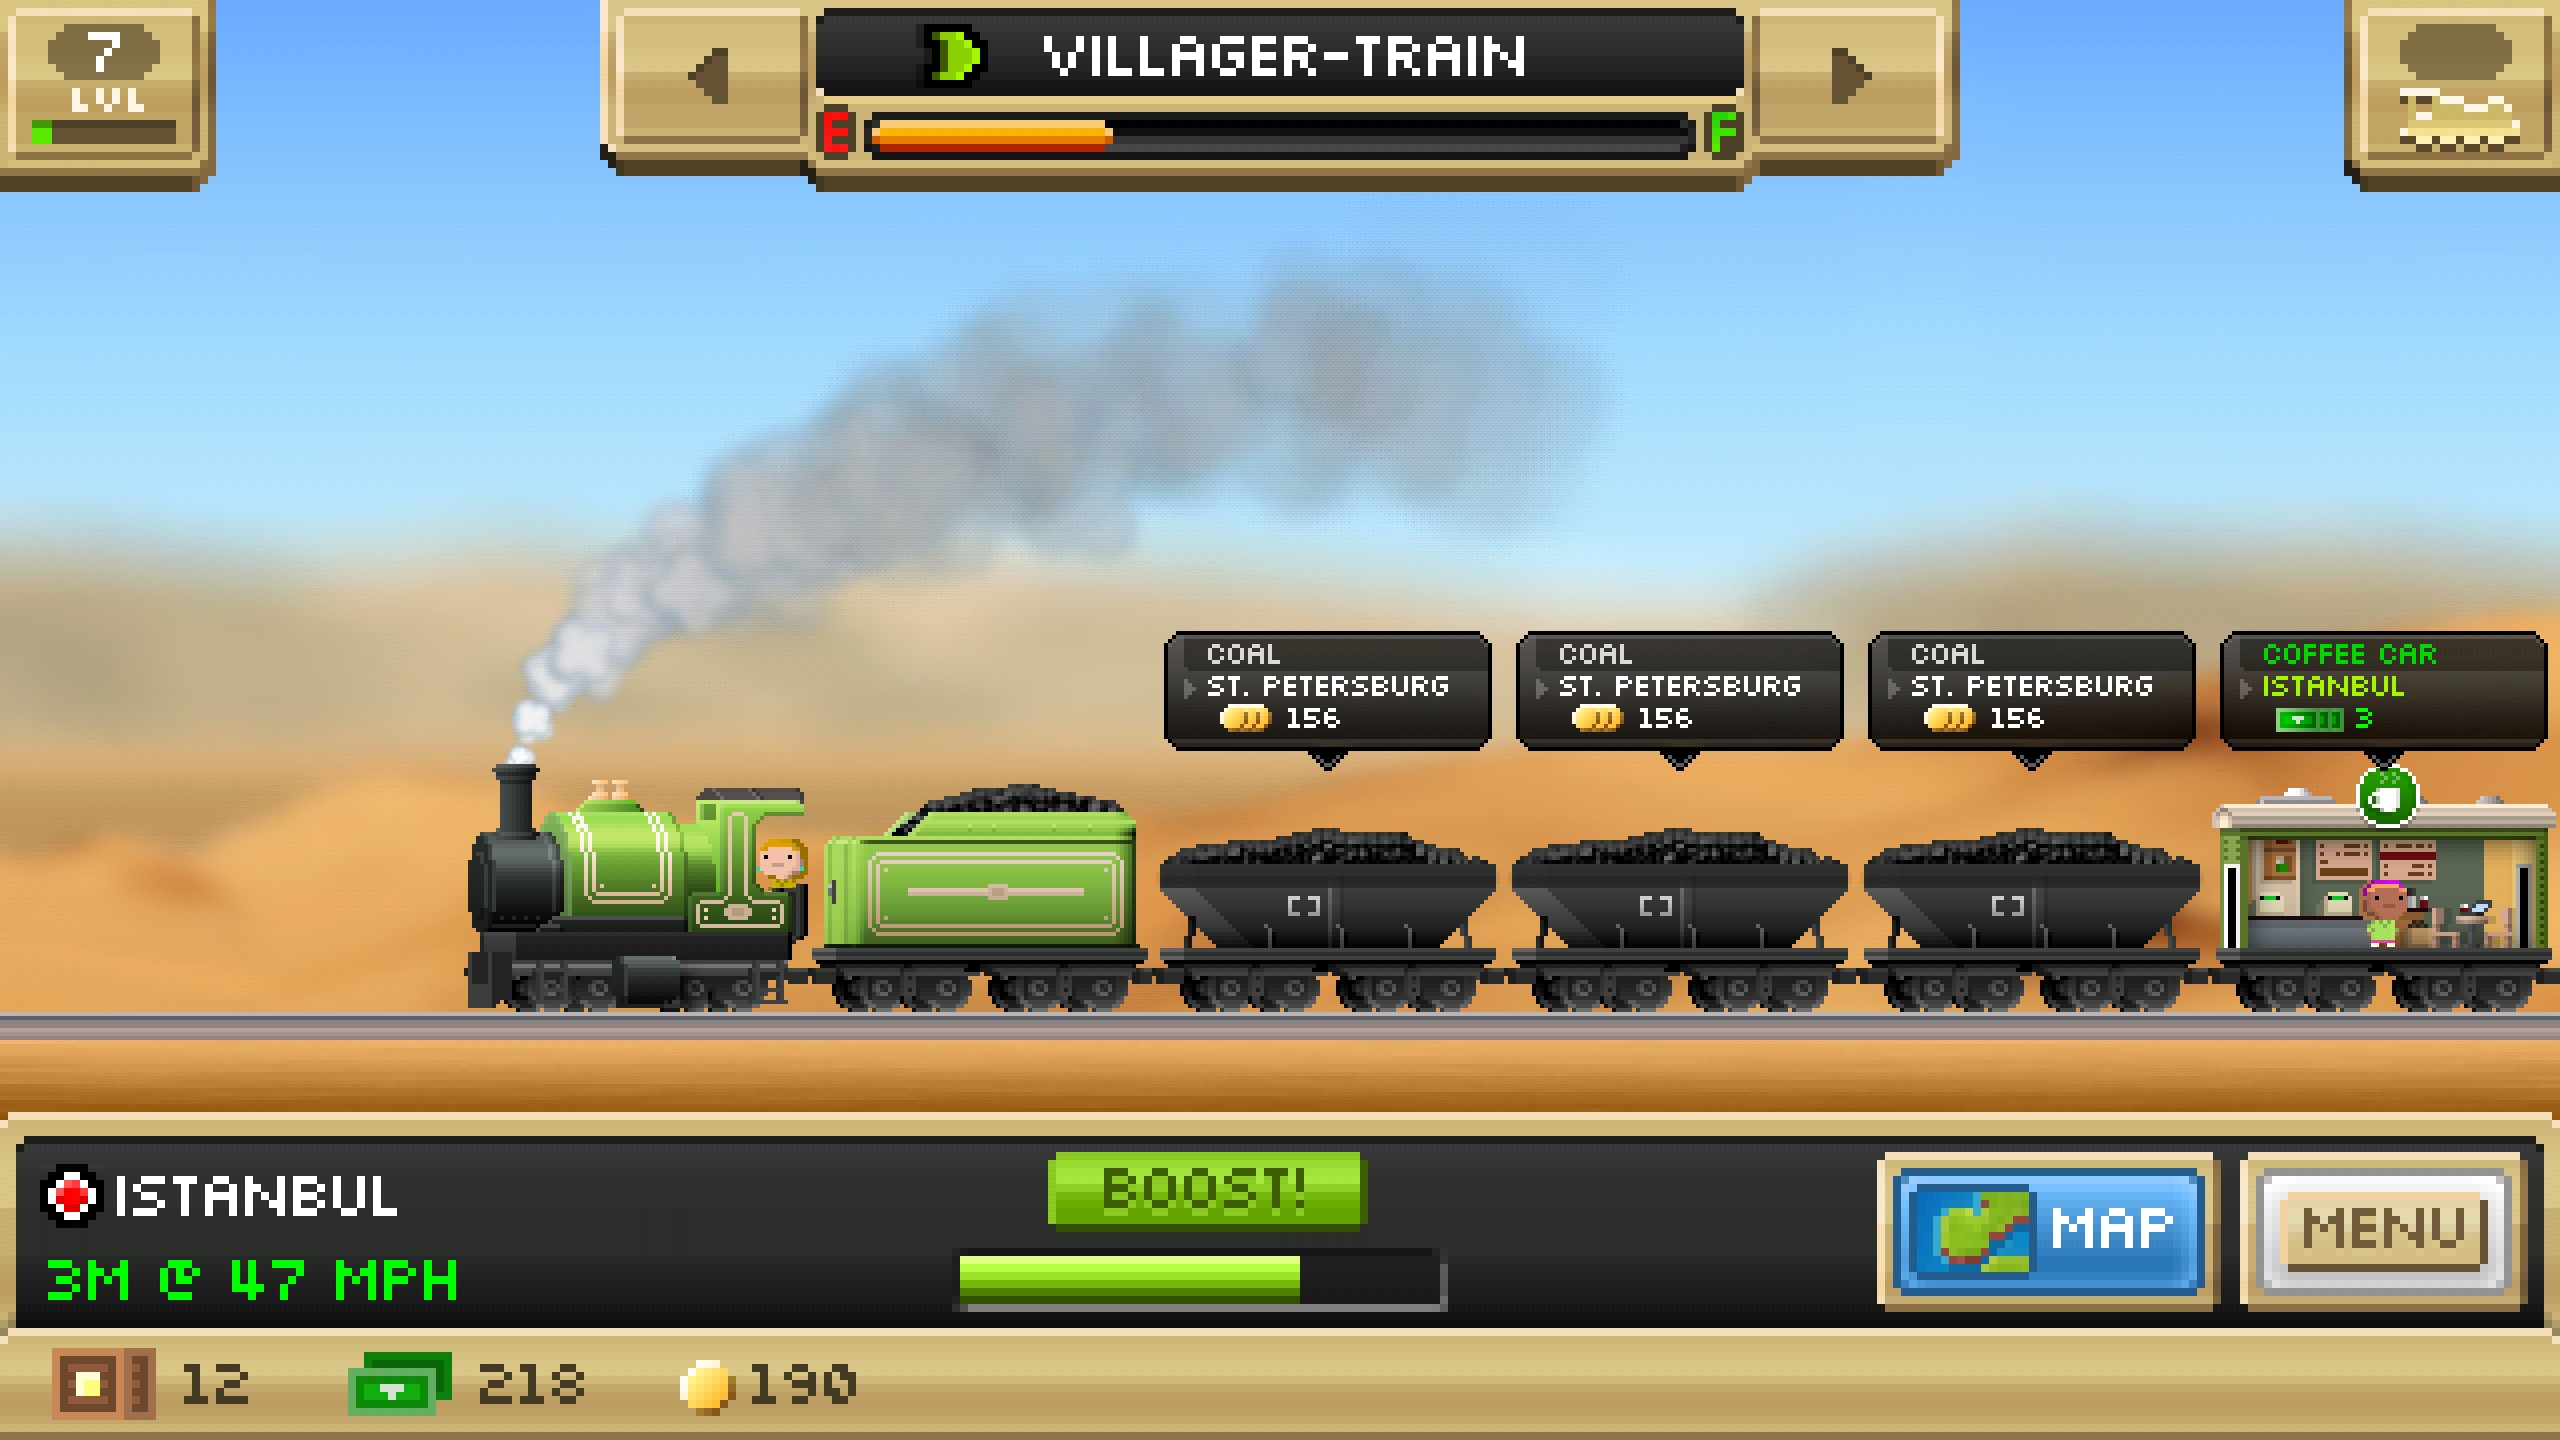 7
LVL
VILLAGER-TRAIN
E
F
COAL
ST. PETERSBURG
156
COAL
ST. PETERSBURG
156
COAL
ST. PETERSBURG
156
COFFEE CAR
ISTANBUL
3
ISTANBUL
3M @ 47 MPH
BOOST!
MAP
MENU
12
218
190